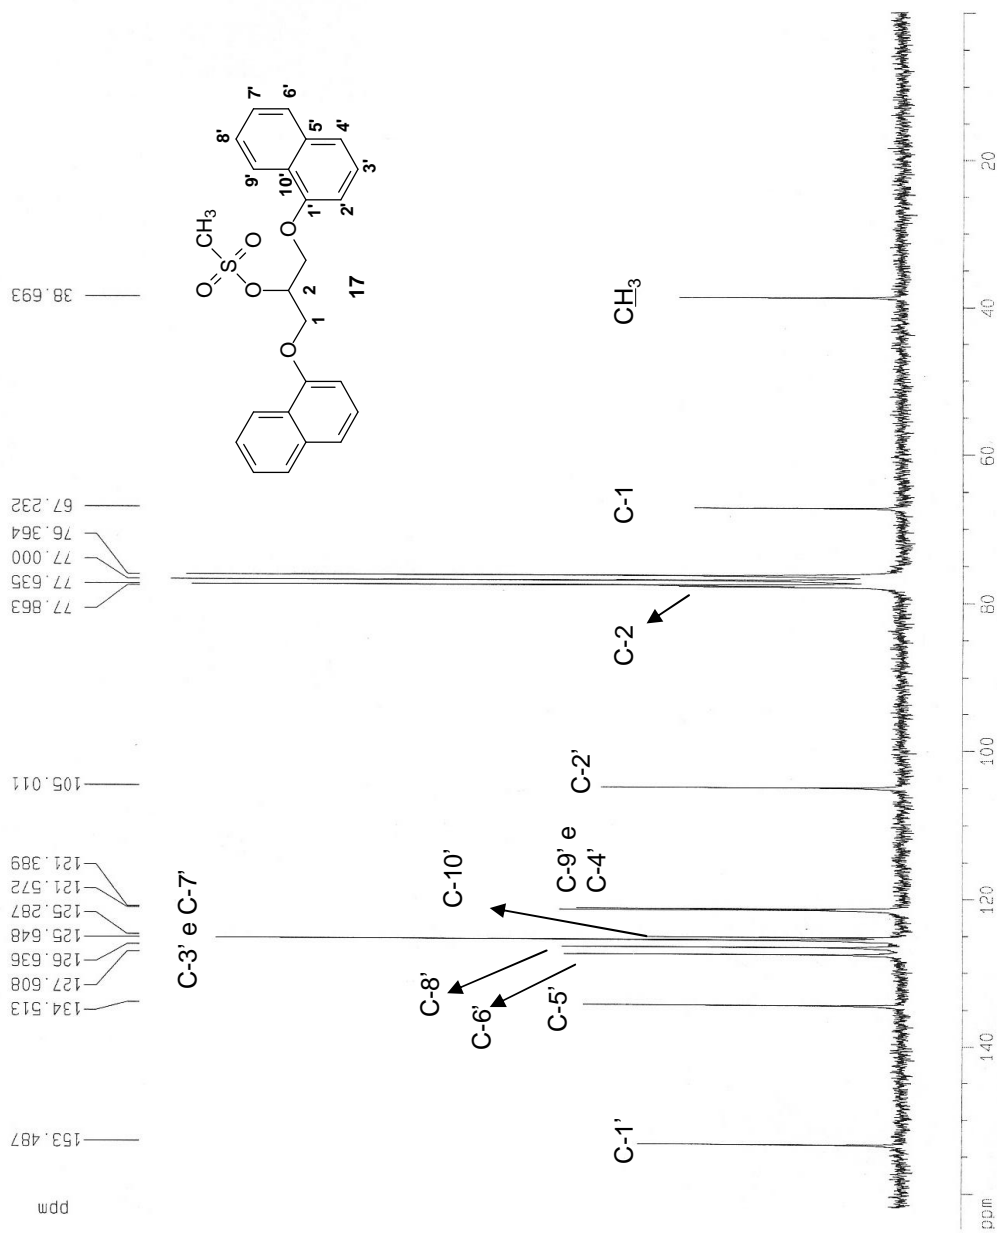 ppm
153.487
134.513
127.608
126.636
125.648
125.287
121.572
121.389
105.011
77.863
77.635
77.000
76.364
67.232
38.693
CH3
S
O
O
O
O
O
1
2
17
1'
2'
3'
4'
5'
6'
7'
8'
9'
10'
C-1'
C-5'
C-6'
C-8'
C-3' e C-7'
C-10'
C-9' e
C-4'
C-2'
C-2
C-1
CH3
ppm
140
120
100
80
60
40
20